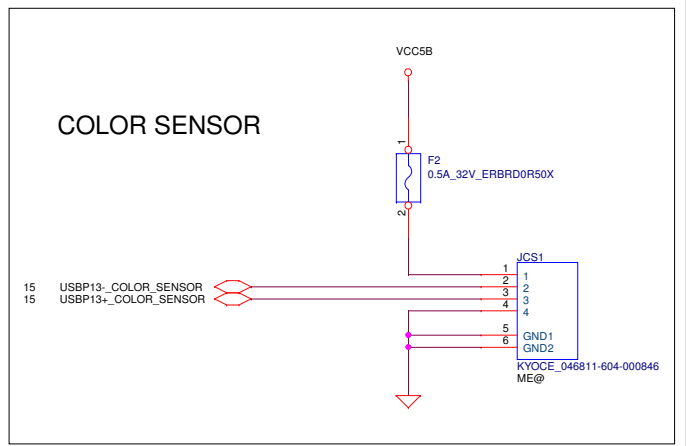 VCC5B
COLOR SENSOR
1
F2
0.5A_32V_ERBRD0R50X
2
JCS1
1 1
15 USBP13-_COLOR_SENSOR 2 2
15 USBP13+_COLOR_SENSOR 3 3
4 4
5 GND1
6 GND2
KYOCE_046811-604-000846
ME@